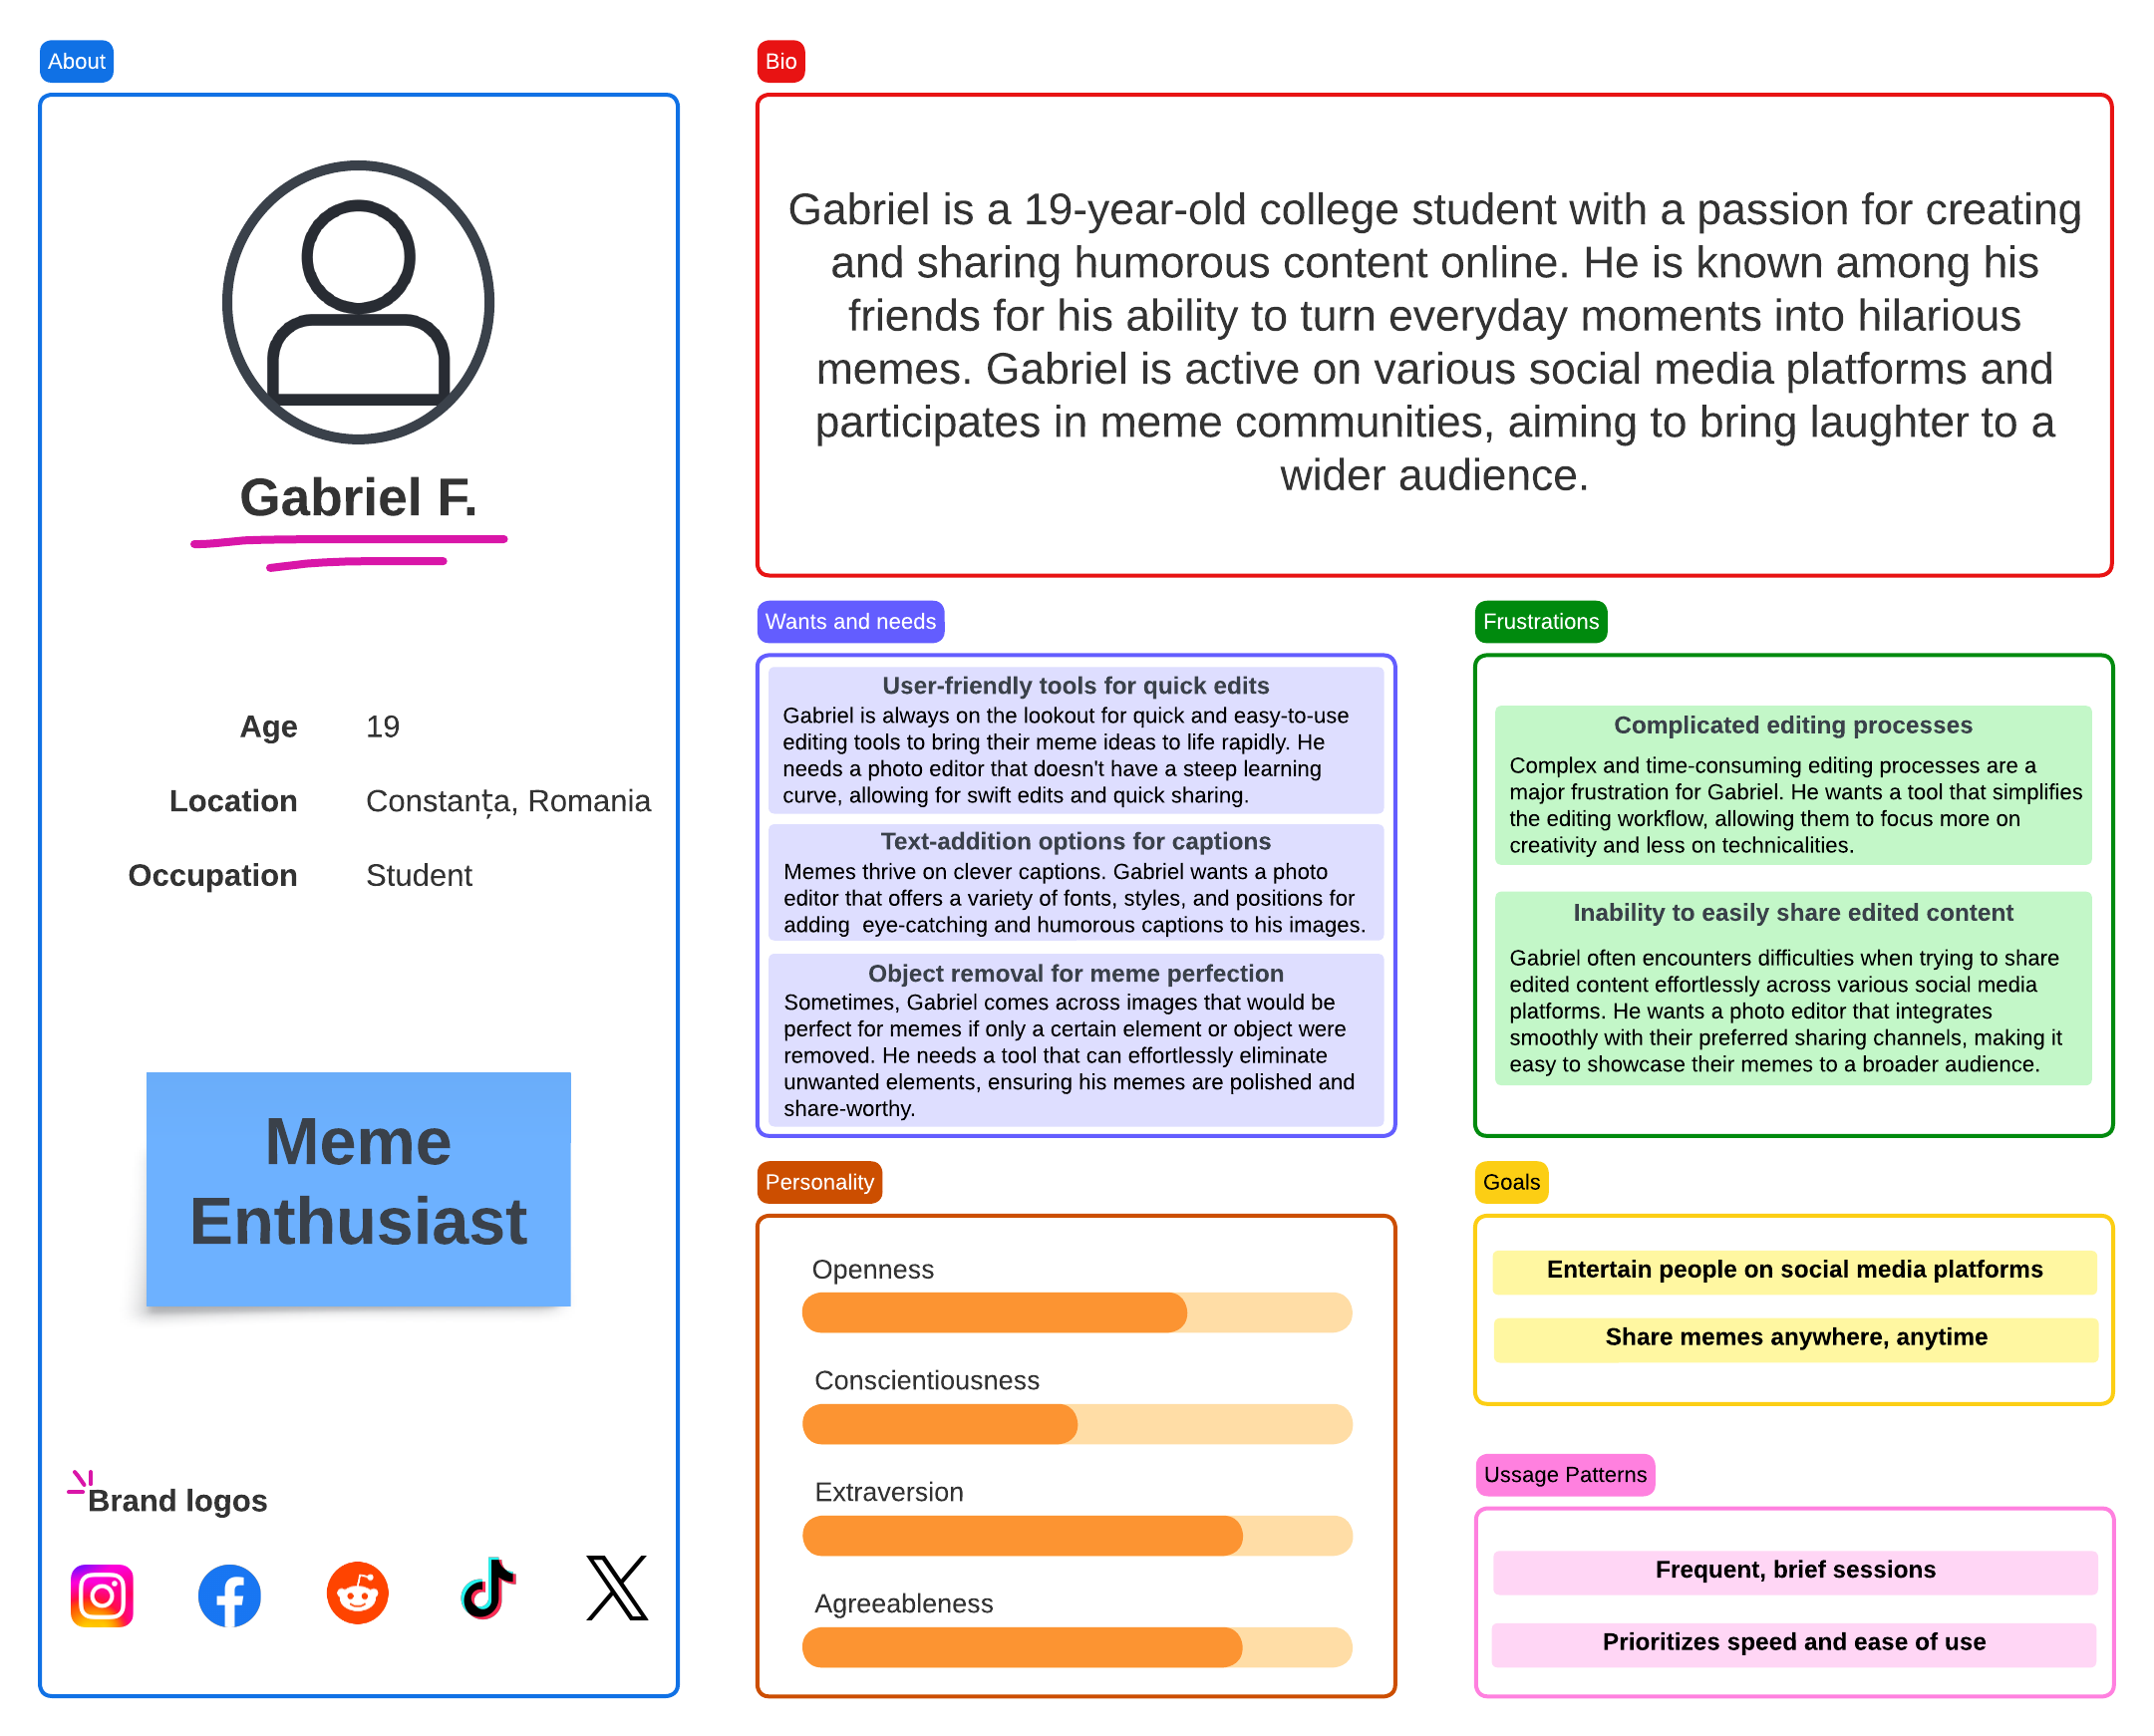 About
Gabriel F.
Age 19
Location Constanța, Romania
Occupation Student
Meme
Enthusiast
Brand logos
Bio
Gabriel is a 19-year-old college student with a passion for creating
and sharing humorous content online. He is known among his
friends for his ability to turn everyday moments into hilarious
memes. Gabriel is active on various social media platforms and
participates in meme communities, aiming to bring laughter to a
wider audience.
Wants and needs
User-friendly tools for quick edits
Gabriel is always on the lookout for quick and easy-to-use
editing tools to bring their meme ideas to life rapidly. He
needs a photo editor that doesn't have a steep learning
curve, allowing for swift edits and quick sharing.
Text-addition options for captions
Memes thrive on clever captions. Gabriel wants a photo
editor that offers a variety of fonts, styles, and positions for
adding  eye-catching and humorous captions to his images.
Object removal for meme perfection
Sometimes, Gabriel comes across images that would be
perfect for memes if only a certain element or object were
removed. He needs a tool that can effortlessly eliminate
unwanted elements, ensuring his memes are polished and
share-worthy.
Frustrations
Complicated editing processes
Complex and time-consuming editing processes are a
major frustration for Gabriel. He wants a tool that simplifies
the editing workflow, allowing them to focus more on
creativity and less on technicalities.
Inability to easily share edited content
Gabriel often encounters difficulties when trying to share
edited content effortlessly across various social media
platforms. He wants a photo editor that integrates
smoothly with their preferred sharing channels, making it
easy to showcase their memes to a broader audience.
Personality
Openness
Conscientiousness
Extraversion
Agreeableness
Goals
Entertain people on social media platforms
Share memes anywhere, anytime
Ussage Patterns
Frequent, brief sessions
Prioritizes speed and ease of use